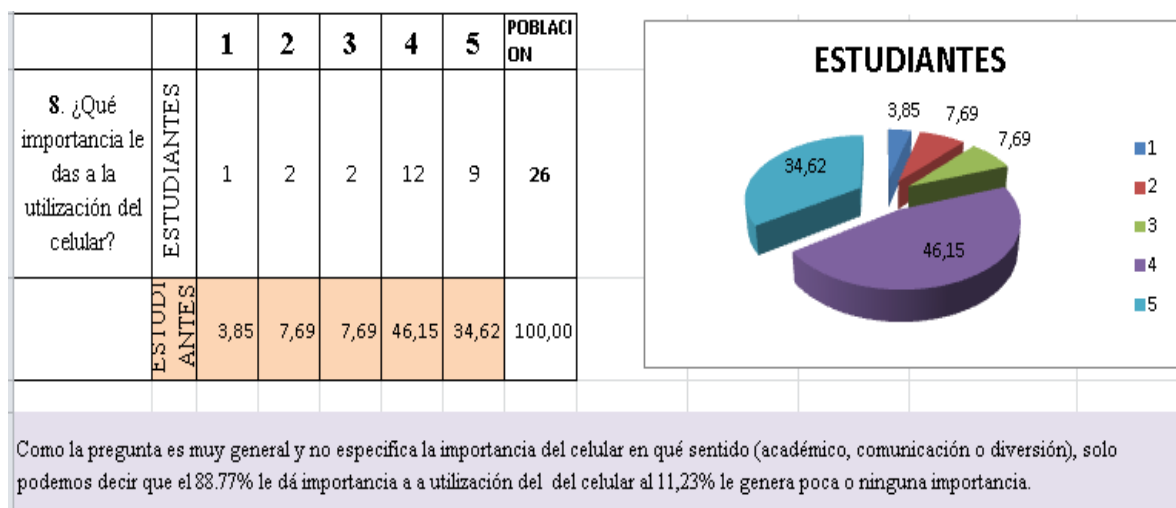 1 2 3 4 5 POBLACI
ON
8. ¿Qué
importancia le
das a la
utilización del
celular?
ESTUDIANTES
1 2 2 12 9 26
ESTUDI
ANTES
3,85 7,69 7,69 46,15 34,62 100,00
ESTUDIANTES
3,85
7,69
7,69
34,62
46,15
1
2
3
4
5
Como la pregunta es muy general y no especifica la importancia del celular en qué sentido (académico, comunicación o diversión), solo
podemos decir que el 88.77% le dá importancia a a utilización del del celular al 11,23% le genera poca o ninguna importancia.